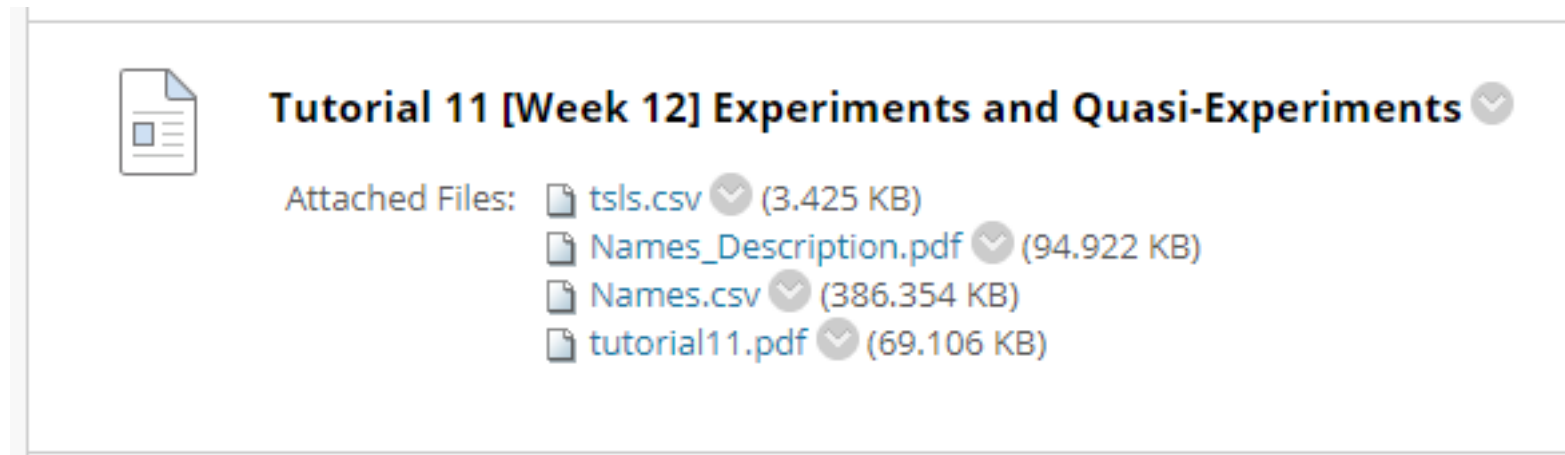 Tutorial 11 [Week 12] Experiments and Quasi-Experiments
Attached Files: tsls.csv (3.425 KB)
Names_Description.pdf (94.922 KB)
Names.csv (386.354 KB)
tutorial11.pdf (69.106 KB)